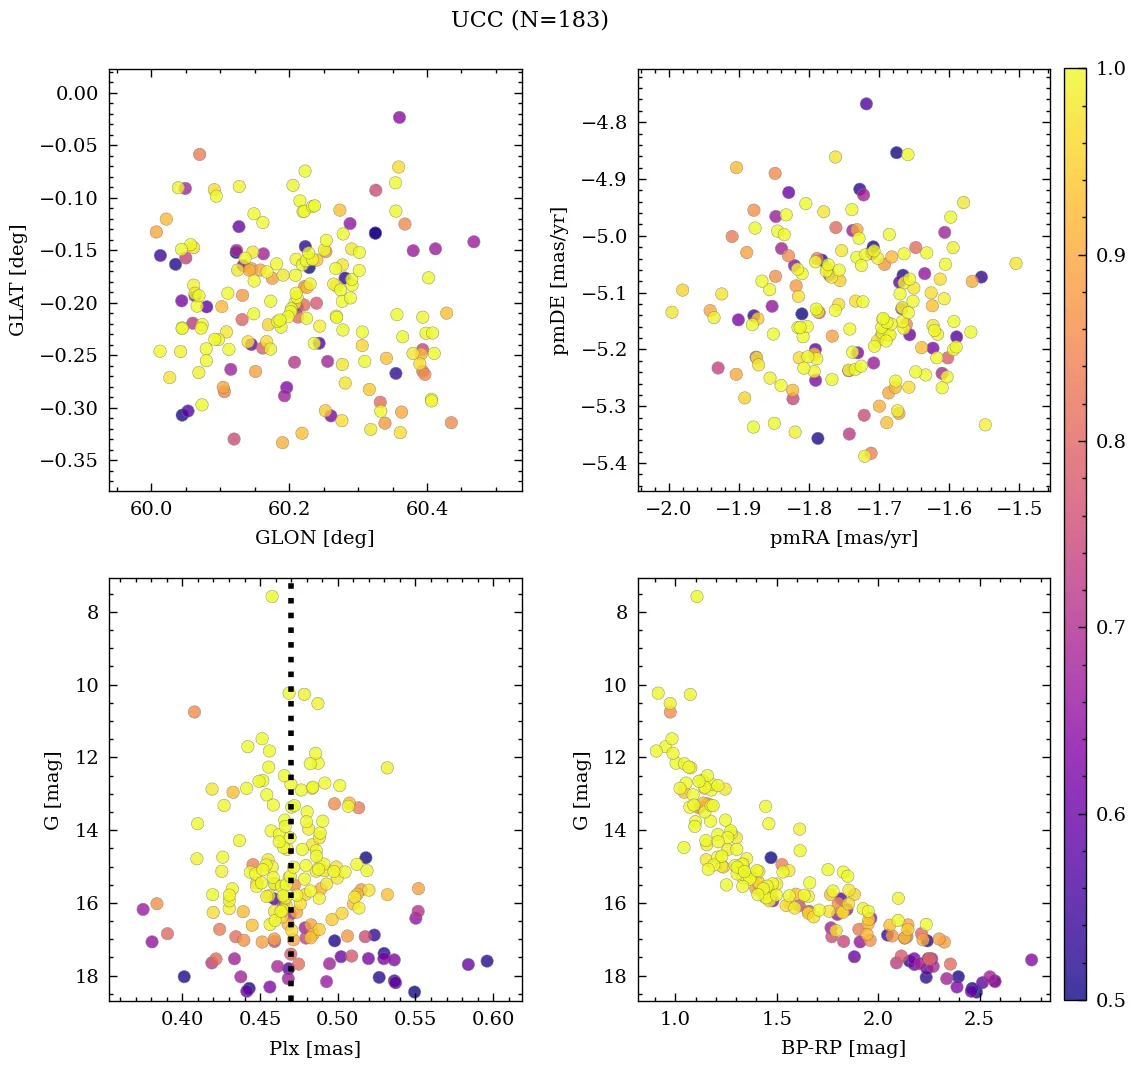 UCC (N=183)
0.00
−0.05
−0.10
−0.15
−0.20
−0.25
−0.30
−0.35
GLAT [deg]
60.0 60.2 60.4
GLON [deg]
−4.8
−4.9
−5.0
−5.1
−5.2
−5.3
−5.4
pmDE [mas/yr]
−2.0 −1.9 −1.8 −1.7 −1.6 −1.5
pmRA [mas/yr]
8
10
12
14
16
18
G [mag]
0.40 0.45 0.50 0.55 0.60
Plx [mas]
8
10
12
14
16
18
G [mag]
1.0 1.5 2.0 2.5
BP-RP [mag]
1.0
0.9
0.8
0.7
0.6
0.5